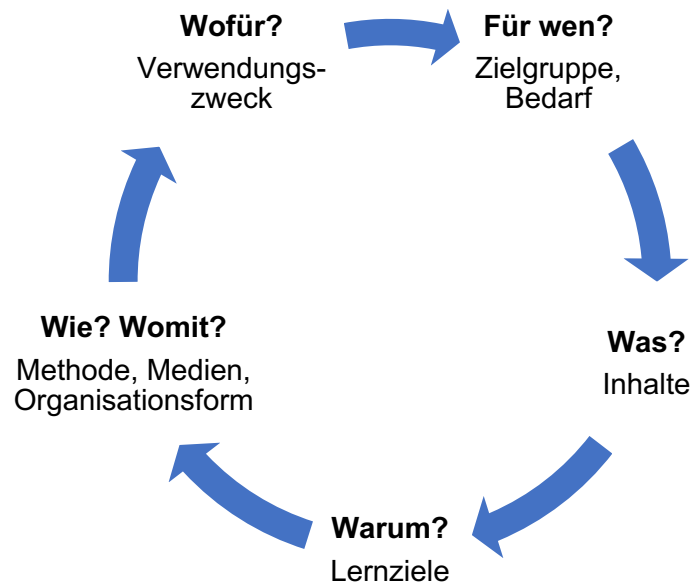 Wofür?
Verwendungs-
zweck
Für wen?
Zielgruppe,
Bedarf
Was?
Inhalte
Warum?
Lernziele
Wie? Womit?
Methode, Medien,
Organisationsform